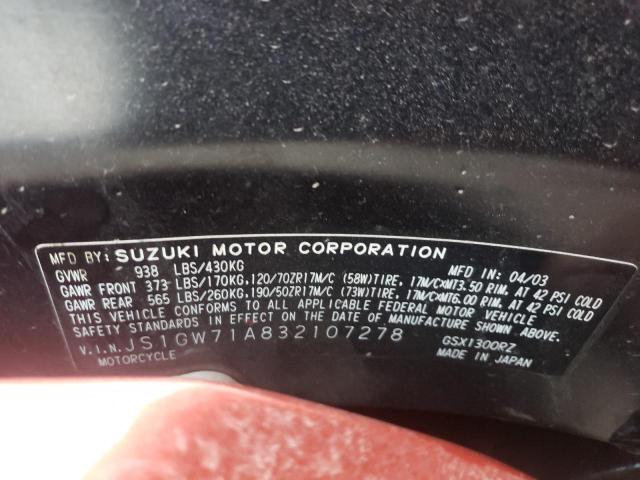 MFD BY: SUZUKI MOTOR CORPORATION MFD IN: 04/03
GVWR 938 LBS/430KG
GAWR FRONT 373 LBS/170KG, 120/70ZR17M/C (58W)TIRE, 17M/C×MT3.50 RIM. AT 42 PSI COLD
GAWR REAR 565 LBS/260KG, 190/50ZR17M/C (73W)TIRE, 17M/C×MT6.00 RIM. AT 42 PSI COLD
THIS VEHICLE CONFORMS TO ALL APPLICABLE FEDERAL MOTOR VEHICLE
SAFETY STANDARDS IN EFFECT ON THE DATE OF MANUFACTURE SHOWN ABOVE.
V.I.N. JS1GW71A832107278 GSX1300RZ
MOTORCYCLE MADE IN JAPAN